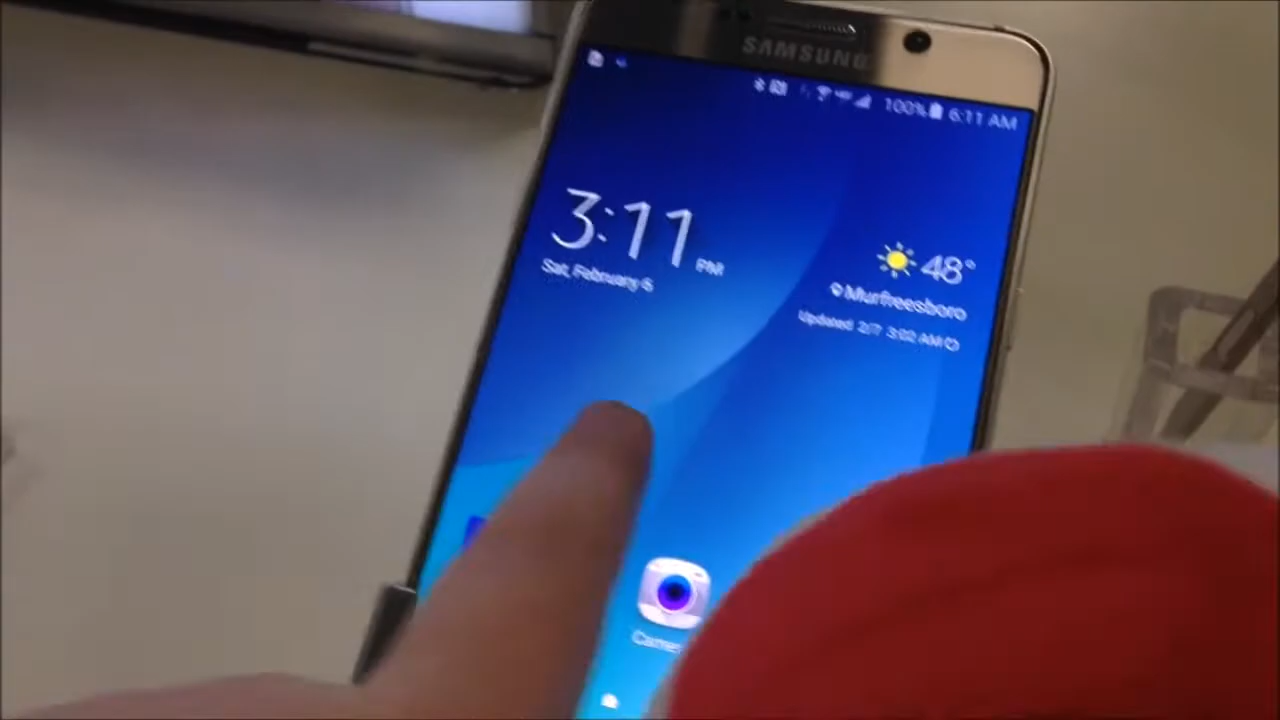 SAMSUNG
100% 6:11 AM
3:11 PM
Sat, February 6
48°
Murfreesboro
Updated 2/7 3:02 AM
Camer